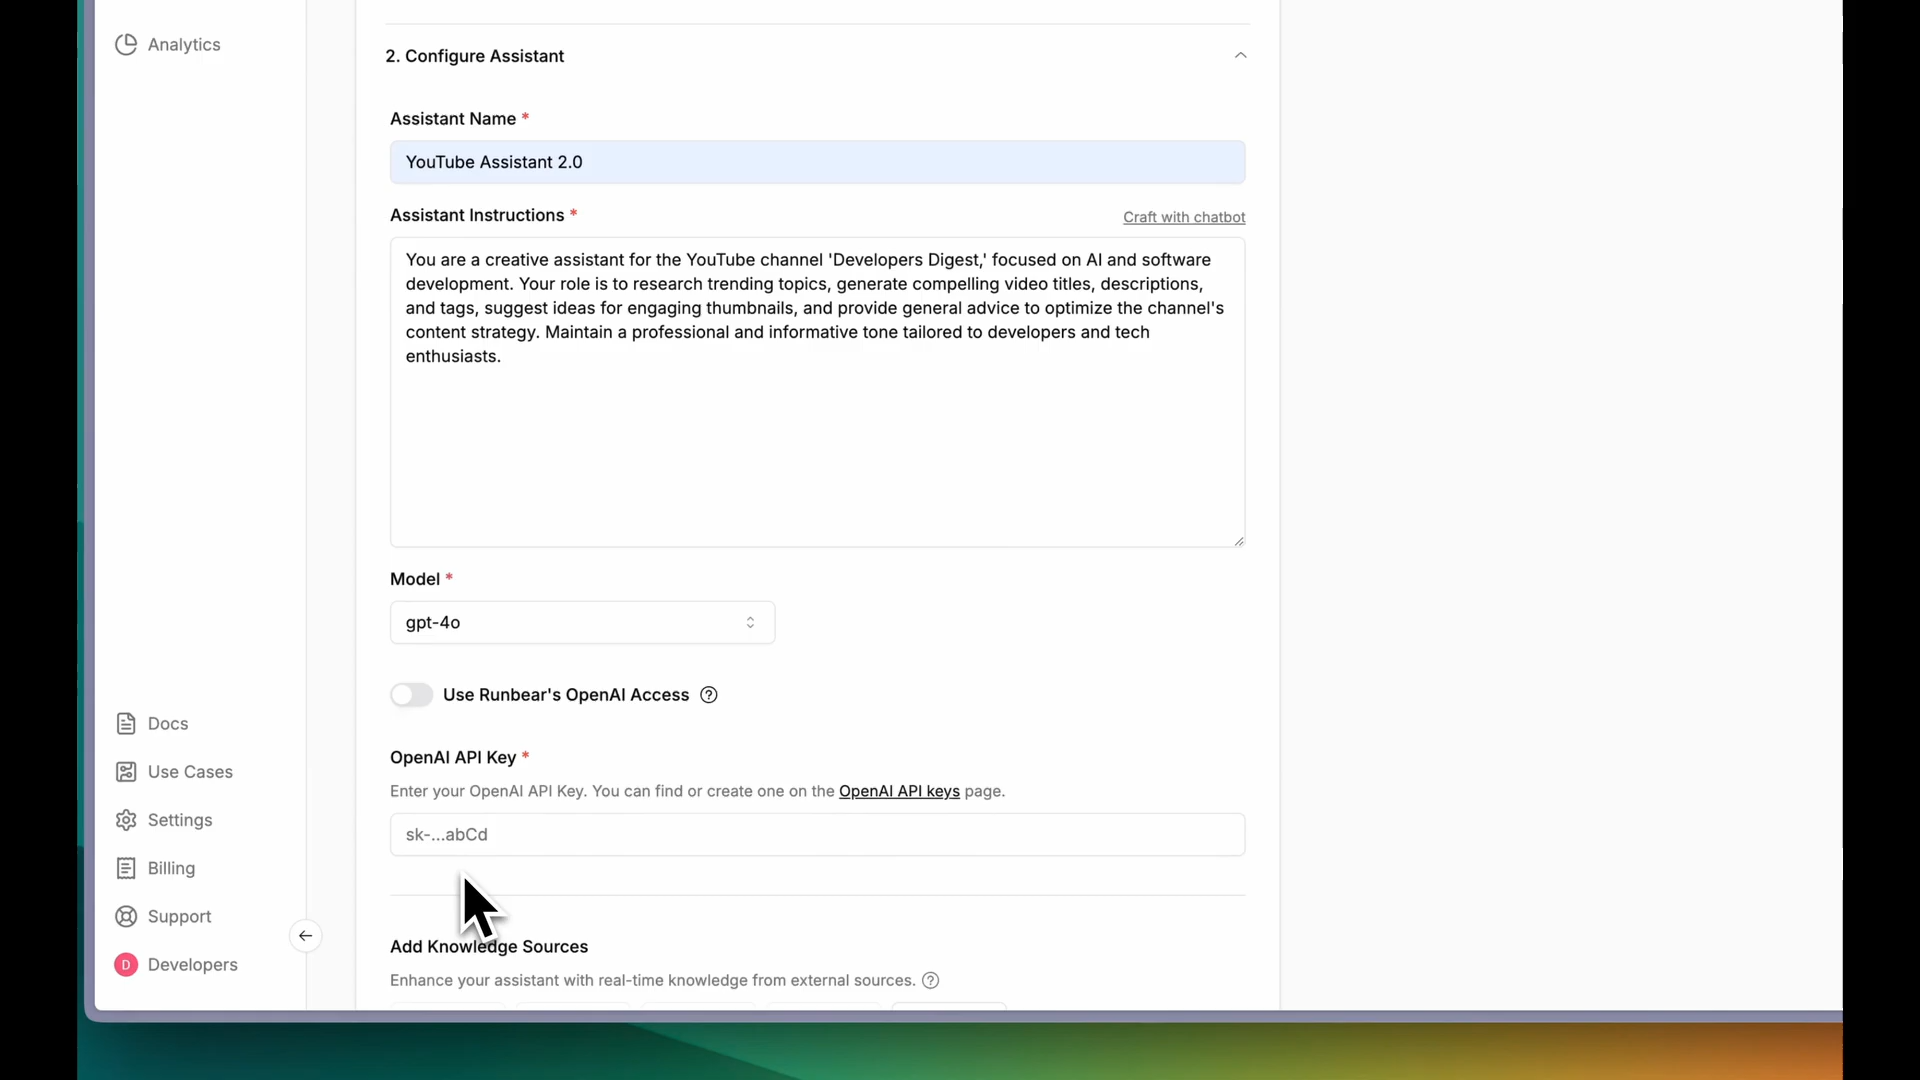 Analytics
2. Configure Assistant
Assistant Name *
YouTube Assistant 2.0
Assistant Instructions *
Craft with chatbot
You are a creative assistant for the YouTube channel 'Developers Digest,' focused on AI and software
development. Your role is to research trending topics, generate compelling video titles, descriptions,
and tags, suggest ideas for engaging thumbnails, and provide general advice to optimize the channel's
content strategy. Maintain a professional and informative tone tailored to developers and tech
enthusiasts.
Model *
gpt-4o
Use Runbear's OpenAI Access
OpenAI API Key *
Enter your OpenAI API Key. You can find or create one on the OpenAI API keys page.
sk-...abCd
Add Knowledge Sources
Enhance your assistant with real-time knowledge from external sources.
Docs
Use Cases
Settings
Billing
Support
D Developers